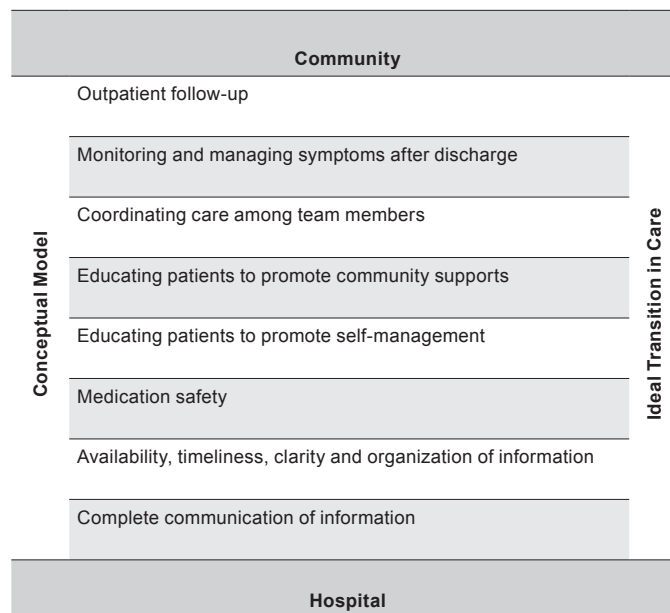 Community
Conceptual Model
Outpatient follow-up
Monitoring and managing symptoms after discharge
Coordinating care among team members
Educating patients to promote community supports
Educating patients to promote self-management
Medication safety
Availability, timeliness, clarity and organization of information
Complete communication of information
Ideal Transition in Care
Hospital